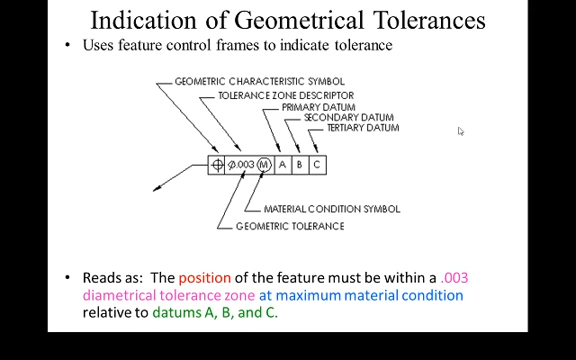 Indication of Geometrical Tolerances
• Uses feature control frames to indicate tolerance
GEOMETRIC CHARACTERISTIC SYMBOL
TOLERANCE ZONE DESCRIPTOR
PRIMARY DATUM
SECONDARY DATUM
TERTIARY DATUM
⌖ Ø.003 Ⓜ A B C
MATERIAL CONDITION SYMBOL
GEOMETRIC TOLERANCE
• Reads as: The position of the feature must be within a .003
diametrical tolerance zone at maximum material condition
relative to datums A, B, and C.